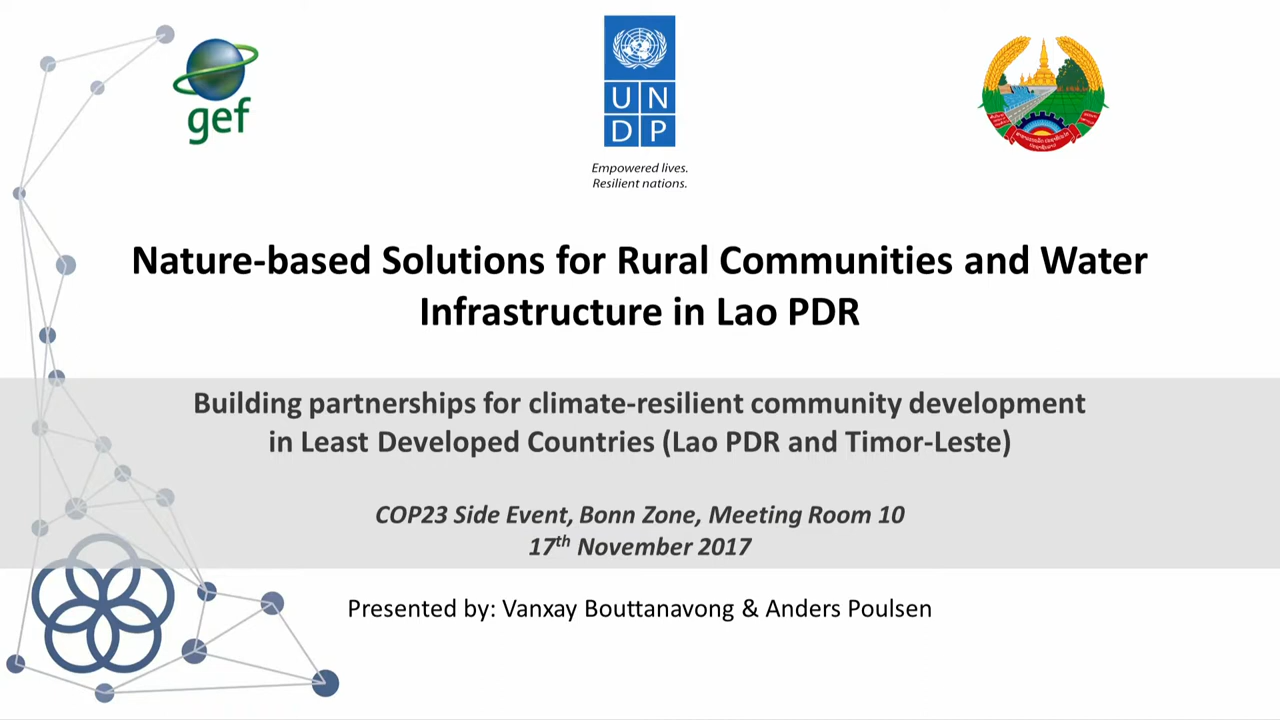 gef
UN
DP
Empowered lives.
Resilient nations.
Nature-based Solutions for Rural Communities and Water
Infrastructure in Lao PDR
Building partnerships for climate-resilient community development
in Least Developed Countries (Lao PDR and Timor-Leste)
COP23 Side Event, Bonn Zone, Meeting Room 10
17th November 2017
Presented by: Vanxay Bouttanavong & Anders Poulsen